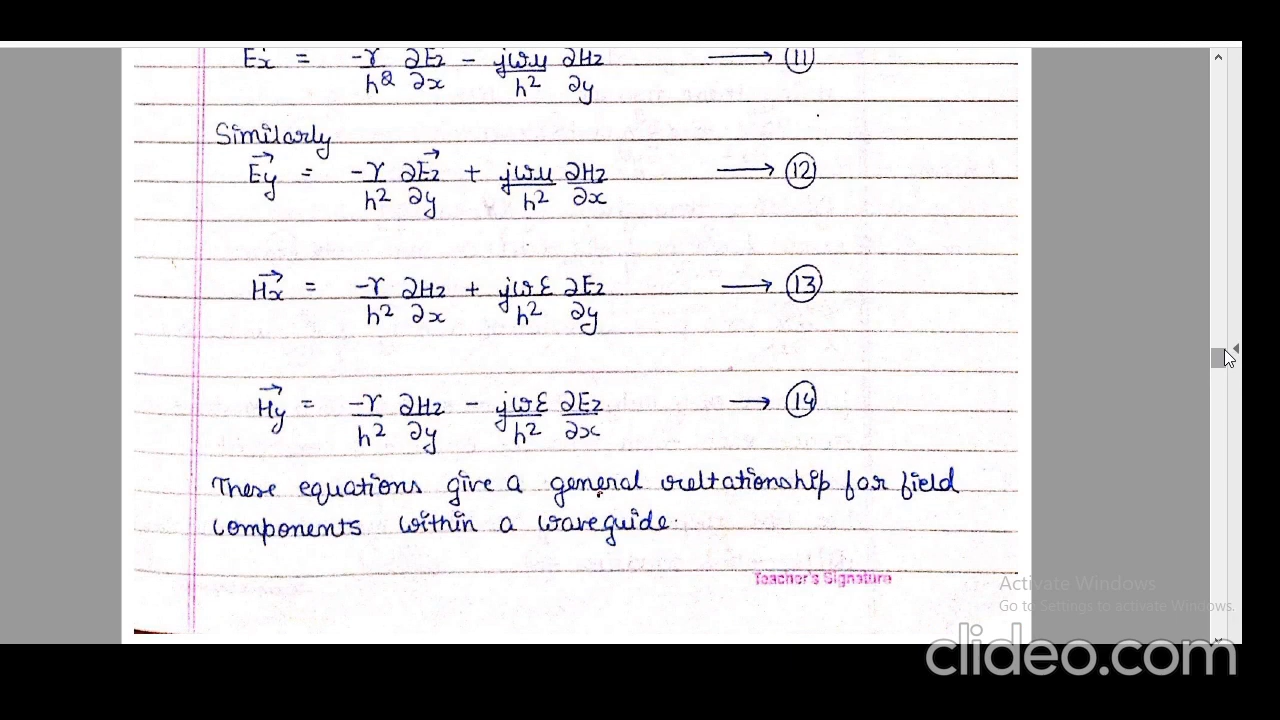 Ex = -γ/h2 ∂Ez/∂x - jωμ/h2 ∂Hz/∂y ⟶ 11
Similarly
Ey = -γ/h2 ∂Ez/∂y + jωμ/h2 ∂Hz/∂x ⟶ 12
Hx = -γ/h2 ∂Hz/∂x + jωε/h2 ∂Ez/∂y ⟶ 13
Hy = -γ/h2 ∂Hz/∂y - jωε/h2 ∂Ez/∂x ⟶ 14
These equations give a general reltationship for field
components within a waveguide.
Teacher's Signature
Activate Windows
Go to Settings to activate Windows.
clideo.com